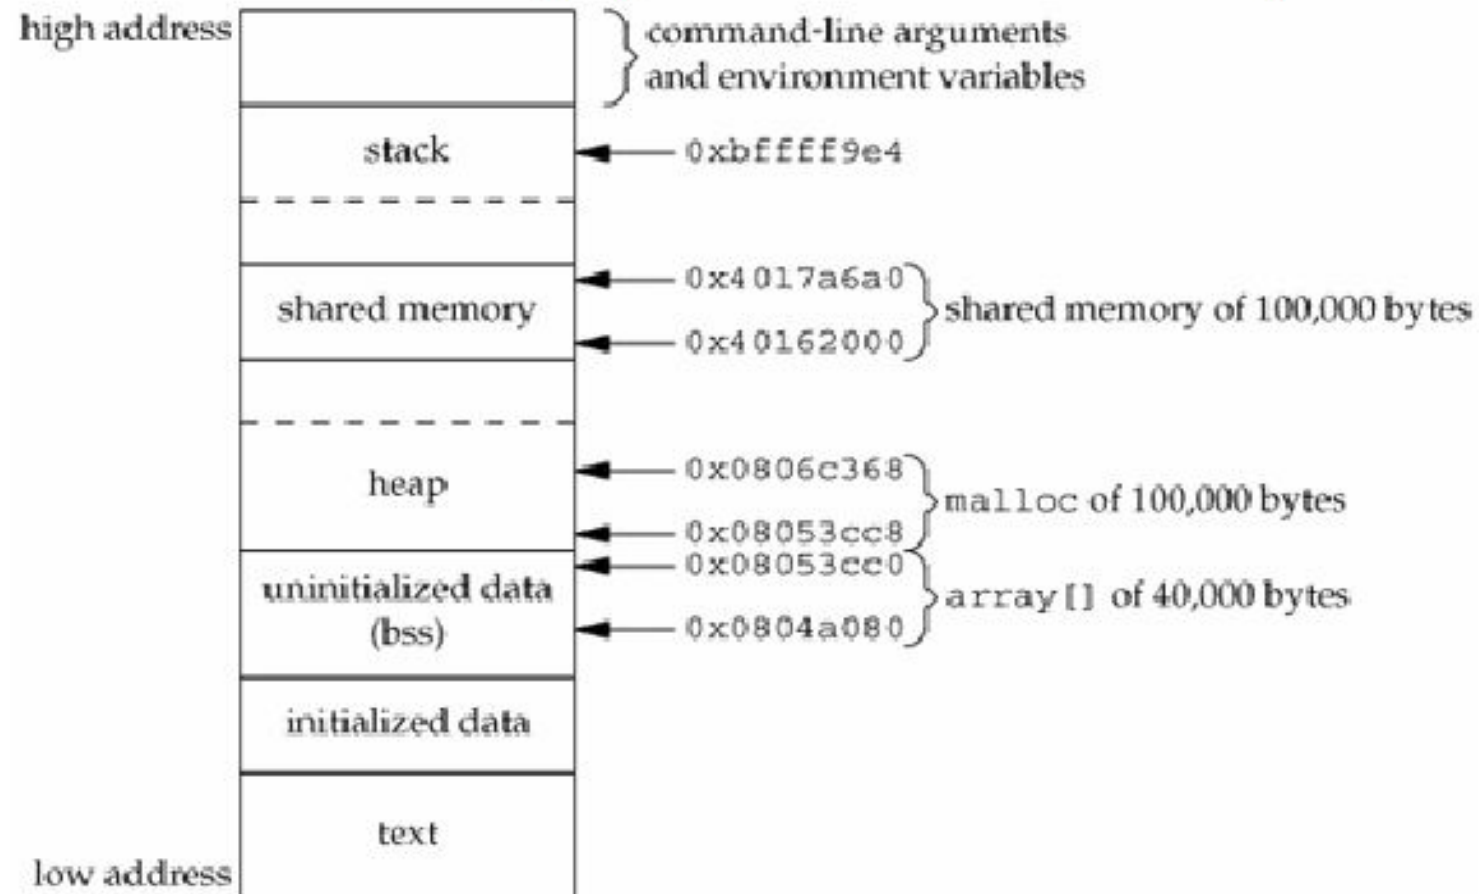 high address
command-line arguments
and environment variables
stack
0xbffff9e4
0x4017a6a0
shared memory
shared memory of 100,000 bytes
0x40162000
0x0806c368
heap
malloc of 100,000 bytes
0x08053cc8
0x08053cc0
uninitialized data
(bss)
array[] of 40,000 bytes
0x0804a080
initialized data
text
low address